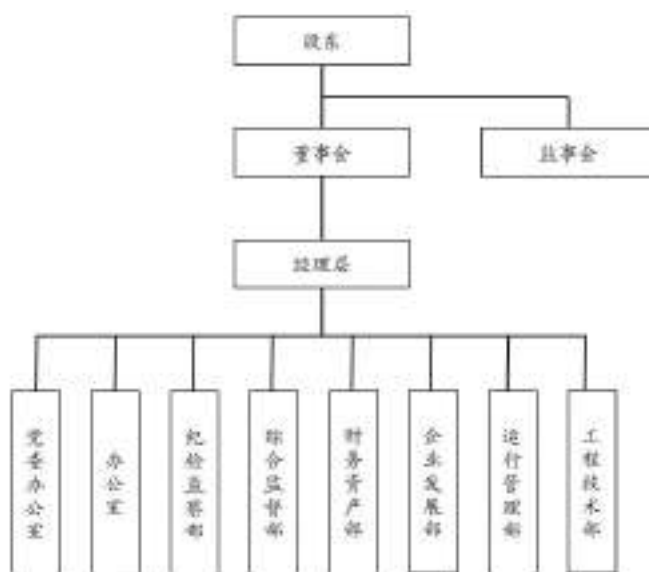 股东
董事会
监事会
经理层
党委办公室
办公室
纪检监察部
综合监督部
财务资产部
企业发展部
运行管理部
工程技术部